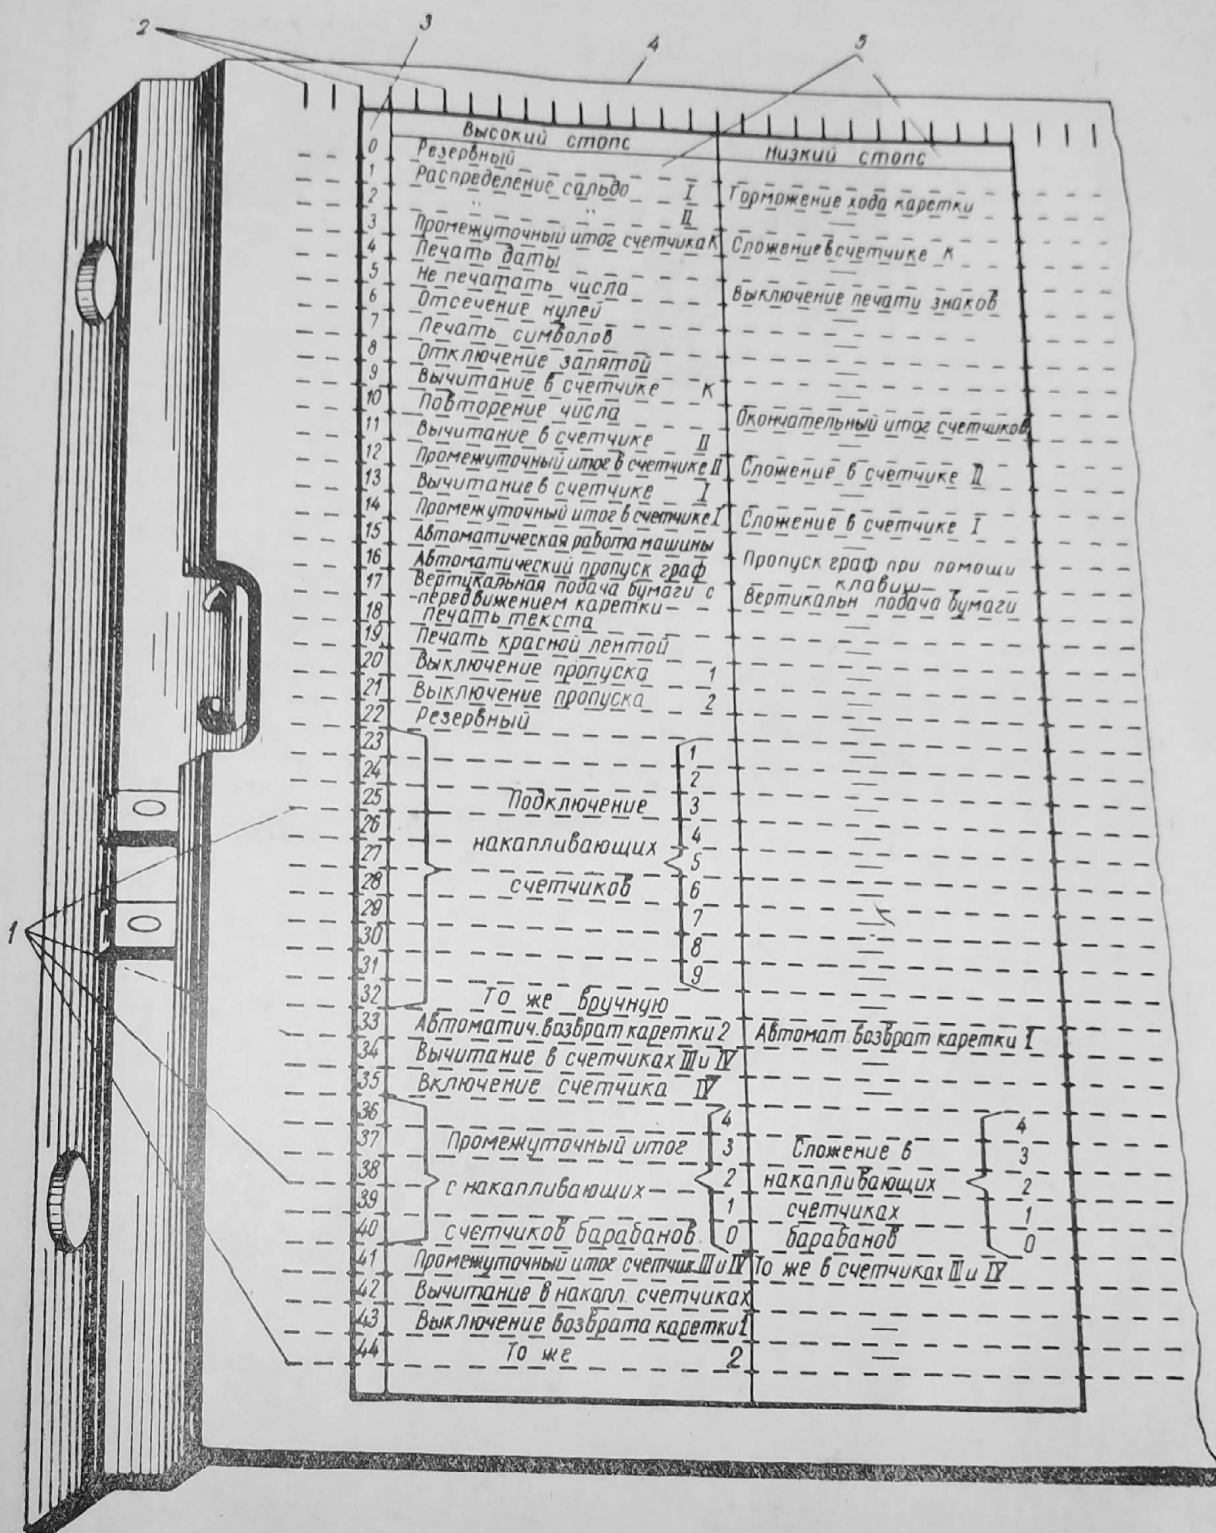 2 3 4 5
Высокий стопс Низкий стопс
0 Резервный
1 Распределение сальдо I Торможение хода каретки
2 " " II —
3 Промежуточный итог счетчика К Сложение в счетчике К
4 Печать даты —
5 Не печатать числа Выключение печати знаков
6 Отсечение нулей —
7 Печать символов —
8 Отключение запятой —
9 Вычитание в счетчике К —
10 Повторение числа Окончательный итог счетчиков
11 Вычитание в счетчике II —
12 Промежуточный итог в счетчике II Сложение в счетчике II
13 Вычитание в счетчике I —
14 Промежуточный итог в счетчике I Сложение в счетчике I
15 Автоматическая работа машины —
16 Автоматический пропуск граф Пропуск граф при помощи
клавиш
17 Вертикальная подача бумаги с Вертикальн подача бумаги
передвижением каретки
18 печать текста —
19 Печать красной лентой —
20 Выключение пропуска 1 —
21 Выключение пропуска 2 —
22 Резервный —
23 1 —
24 2 —
25 Подключение 3 —
26 4 —
27 накапливающих 5 —
28 счетчиков 6 —
29 7 —
1
30 8 —
31 9 —
32 То же вручную —
33 Автоматич. возврат каретки 2 Автомат. возврат каретки I
34 Вычитание в счетчиках III и IV —
35 Включение счетчика IV —
36 4 4
37 Промежуточный итог 3 Сложение в 3
38 с накапливающих 2 накапливающих 2
39 1 счетчиках 1
40 счетчиков барабанов. 0 барабанов 0
41 Промежуточный итог счетчик. III и IV То же в счетчиках III и IV
42 Вычитание в накапл. счетчиках
43 Выключение возврата каретки 1 —
44 То же 2 —